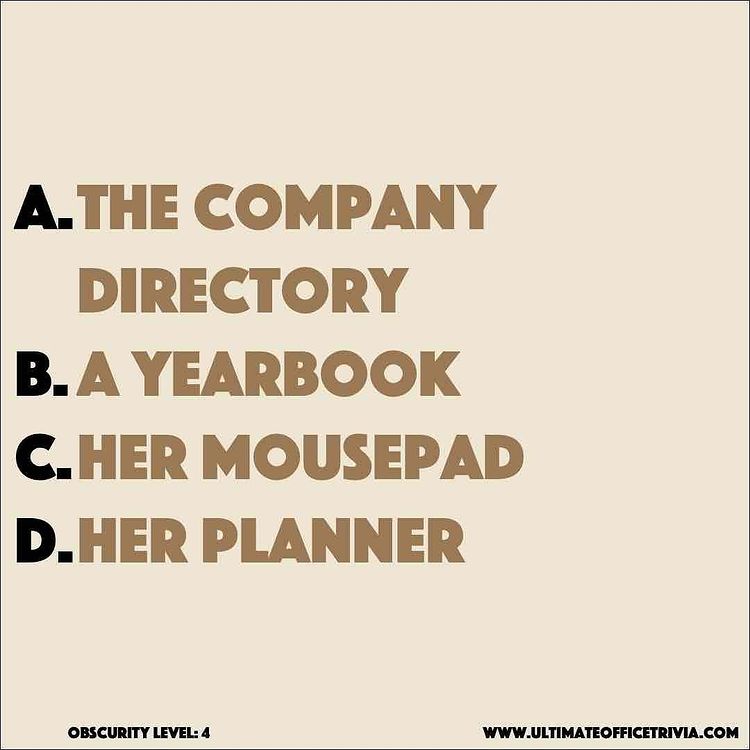 A. THE COMPANY
DIRECTORY
B. A YEARBOOK
C. HER MOUSEPAD
D. HER PLANNER
OBSCURITY LEVEL: 4
WWW.ULTIMATEOFFICETRIVIA.COM